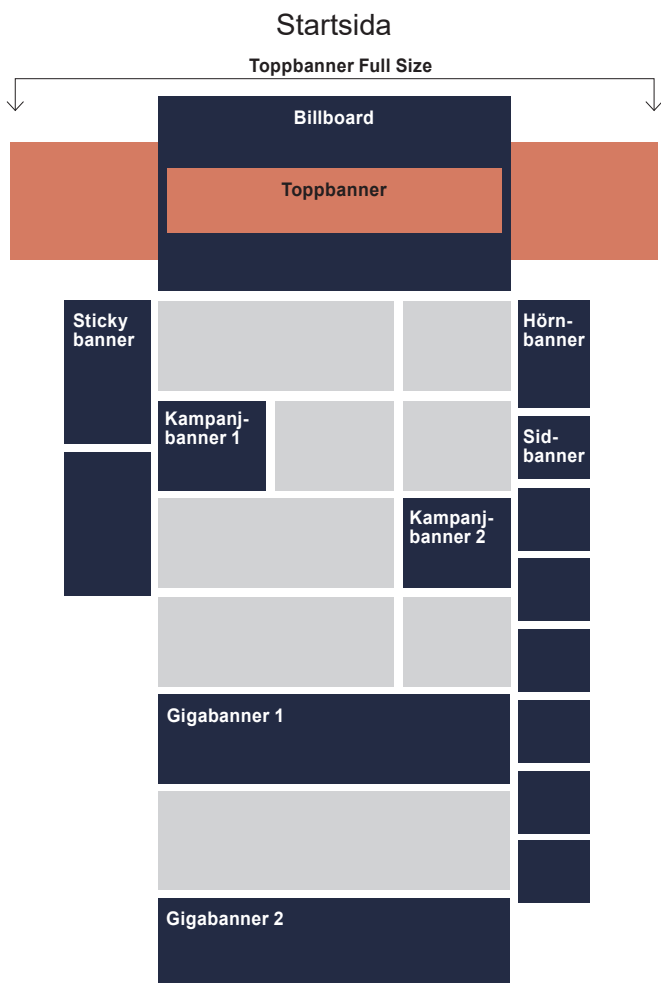 Startsida
Toppbanner Full Size
Billboard
Toppbanner
Sticky
banner
Hörn-
banner
Kampanj-
banner 1
Sid-
banner
Kampanj-
banner 2
Gigabanner 1
Gigabanner 2